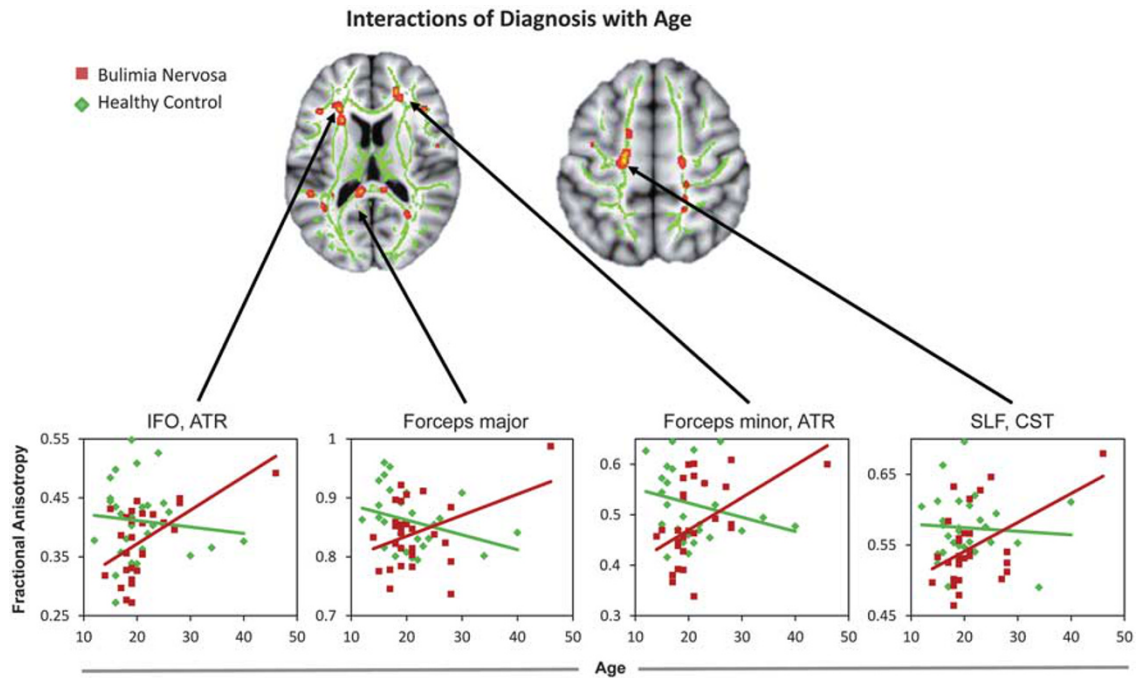 Interactions of Diagnosis with Age
Bulimia Nervosa
Healthy Control
IFO, ATR
Forceps major
Forceps minor, ATR
SLF, CST
Fractional Anisotropy
0.55
0.45
0.35
0.25
10 20 30 40 50
1
0.9
0.8
0.7
10 20 30 40 50
0.6
0.5
0.4
0.3
10 20 30 40 50
0.65
0.55
0.45
10 20 30 40 50
Age